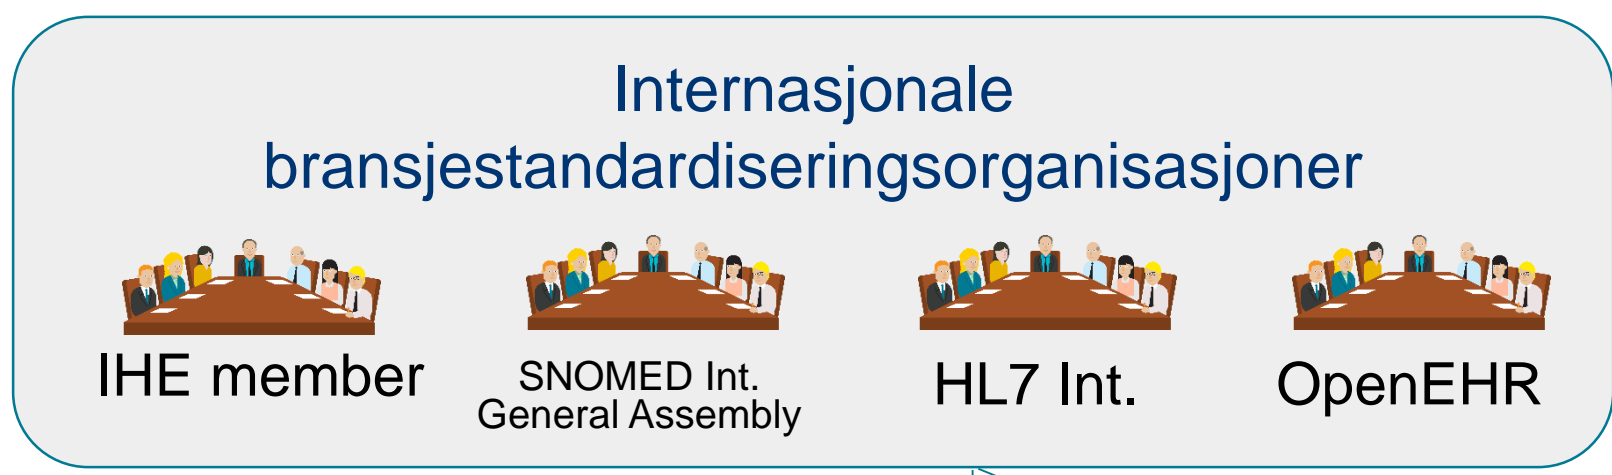 Internasjonale
bransjestandardiseringsorganisasjoner
IHE member
SNOMED Int.
General Assembly
HL7 Int.
OpenEHR